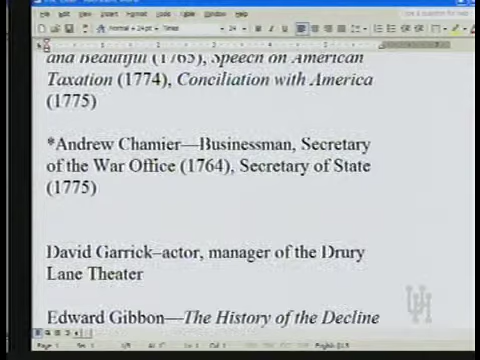 and Beautiful (1765), Speech on American
Taxation (1774), Conciliation with America
(1775)
*Andrew Chamier—Businessman, Secretary
of the War Office (1764), Secretary of State
(1775)
David Garrick–actor, manager of the Drury
Lane Theater
Edward Gibbon—The History of the Decline